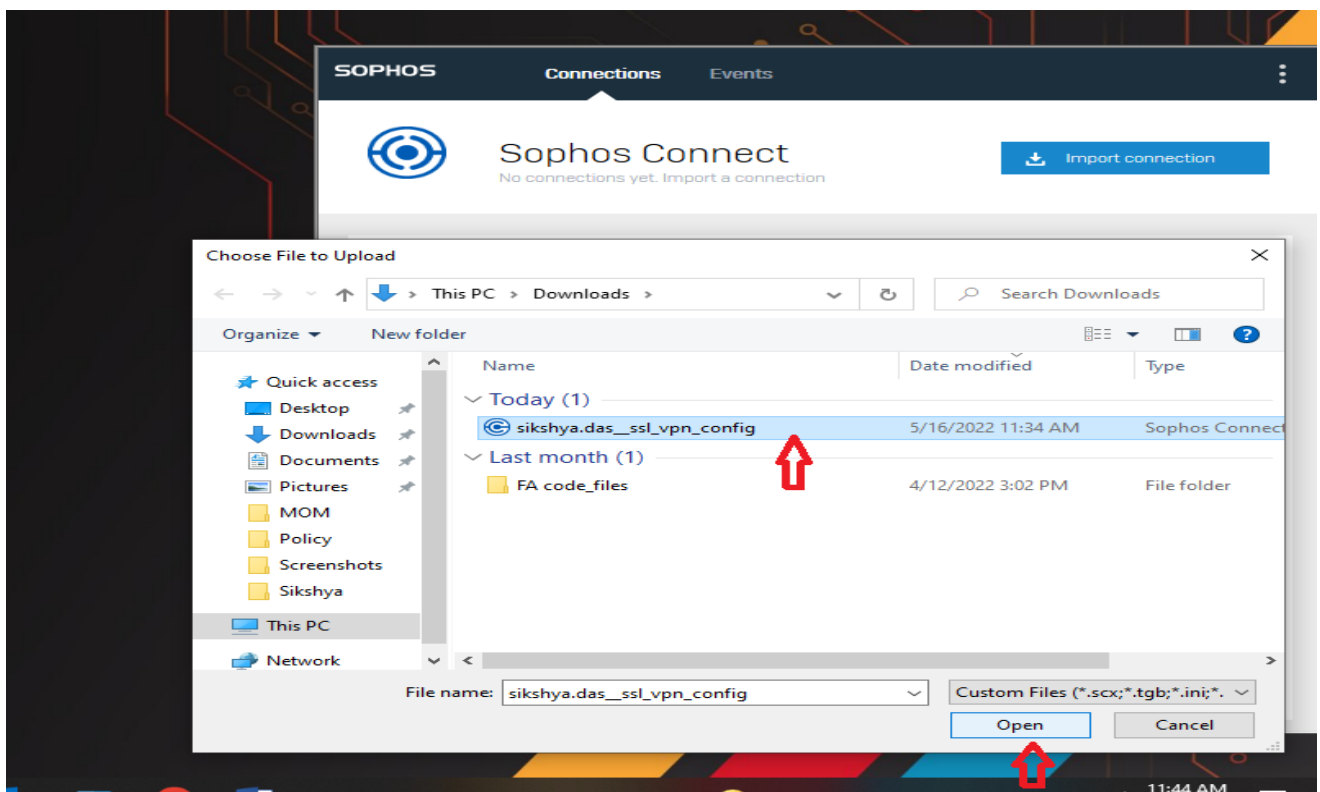 SOPHOS Connections Events
Sophos Connect
Import connection
No connections yet. Import a connection
Choose File to Upload
This PC > Downloads >
Search Downloads
Organize New folder
Name Date modified Type
Quick access
Desktop
Downloads
Documents
Pictures
MOM
Policy
Screenshots
Sikshya
This PC
Network
Today (1)
sikshya.das__ssl_vpn_config 5/16/2022 11:34 AM Sophos Connect
Last month (1)
FA code_files 4/12/2022 3:02 PM File folder
File name: sikshya.das__ssl_vpn_config Custom Files (*.scx;*.tgb;*.ini;*.
Open Cancel
11:44 AM